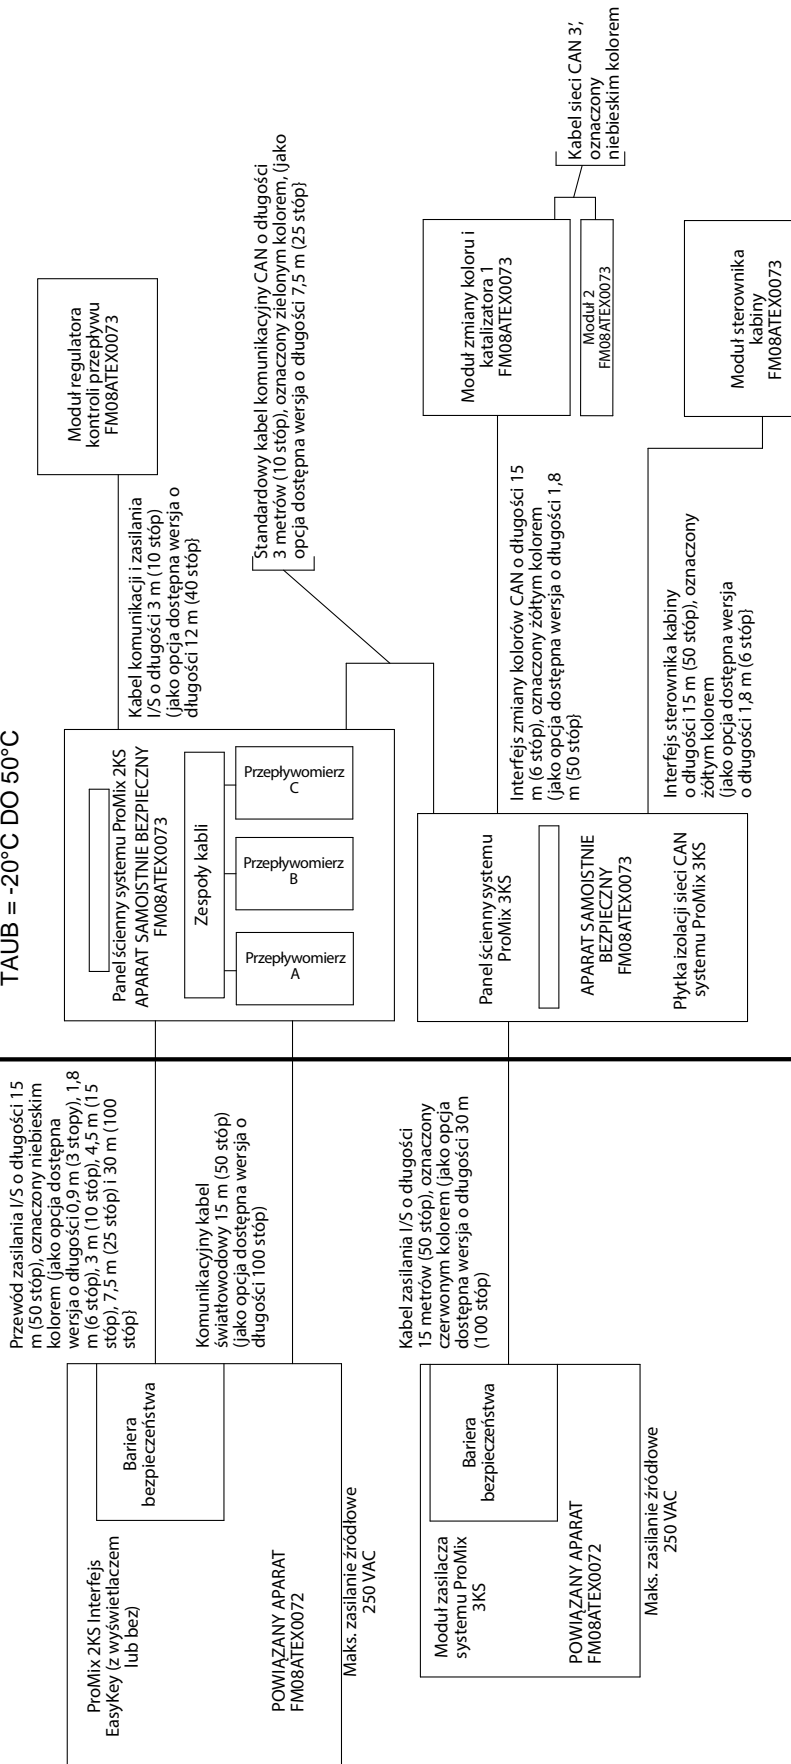 TAUB = -20°C DO 50°C
ProMix 2KS Interfejs
EasyKey (z wyświetlaczem
lub bez)
Bariera
bezpieczeństwa
POWIĄZANY APARAT
FM08ATEX0072
Maks. zasilanie źródłowe
250 VAC
Przewód zasilania I/S o długości 15
m (50 stóp), oznaczony niebieskim
kolorem (jako opcja dostępna
wersja o długości 0,9 m (3 stopy), 1,8
m (6 stóp), 3 m (10 stóp), 4,5 m (15
stóp), 7,5 m (25 stóp) i 30 m (100
stóp}
Komunikacyjny kabel
światłowodowy 15 m (50 stóp)
(jako opcja dostępna wersja o
długości 100 stóp)
Panel ścienny systemu ProMix 2KS
APARAT SAMOISTNIE BEZPIECZNY
FM08ATEX0073
Zespoły kabli
Przepływomierz
A
Przepływomierz
B
Przepływomierz
C
Kabel komunikacji i zasilania
I/S o długości 3 m (10 stóp)
(jako opcja dostępna wersja o
długości 12 m (40 stóp}
Moduł regulatora
kontroli przepływu
FM08ATEX0073
Standardowy kabel komunikacyjny CAN o długości
3 metrów (10 stóp), oznaczony zielonym kolorem, (jako
opcja dostępna wersja o długości 7,5 m (25 stóp}
Moduł zasilacza
systemu ProMix
3KS
Bariera
bezpieczeństwa
POWIĄZANY APARAT
FM08ATEX0072
Maks. zasilanie źródłowe
250 VAC
Kabel zasilania I/S o długości
15 metrów (50 stóp), oznaczony
czerwonym kolorem (jako opcja
dostępna wersja o długości 30 m
(100 stóp)
Panel ścienny systemu
ProMix 3KS
APARAT SAMOISTNIE
BEZPIECZNY
FM08ATEX0073
Płytka izolacji sieci CAN
systemu ProMix 3KS
Interfejs zmiany kolorów CAN o długości 15
m (6 stóp), oznaczony żółtym kolorem
(jako opcja dostępna wersja o długości 1,8
m (50 stóp}
Moduł zmiany koloru i
katalizatora 1
FM08ATEX0073
Moduł 2
FM08ATEX0073
Kabel sieci CAN 3’,
oznaczony
niebieskim kolorem
Interfejs sterownika kabiny
o długości 15 m (50 stóp), oznaczony
żółtym kolorem
(jako opcja dostępna wersja
o długości 1,8 m (6 stóp}
Moduł sterownika
kabiny
FM08ATEX0073